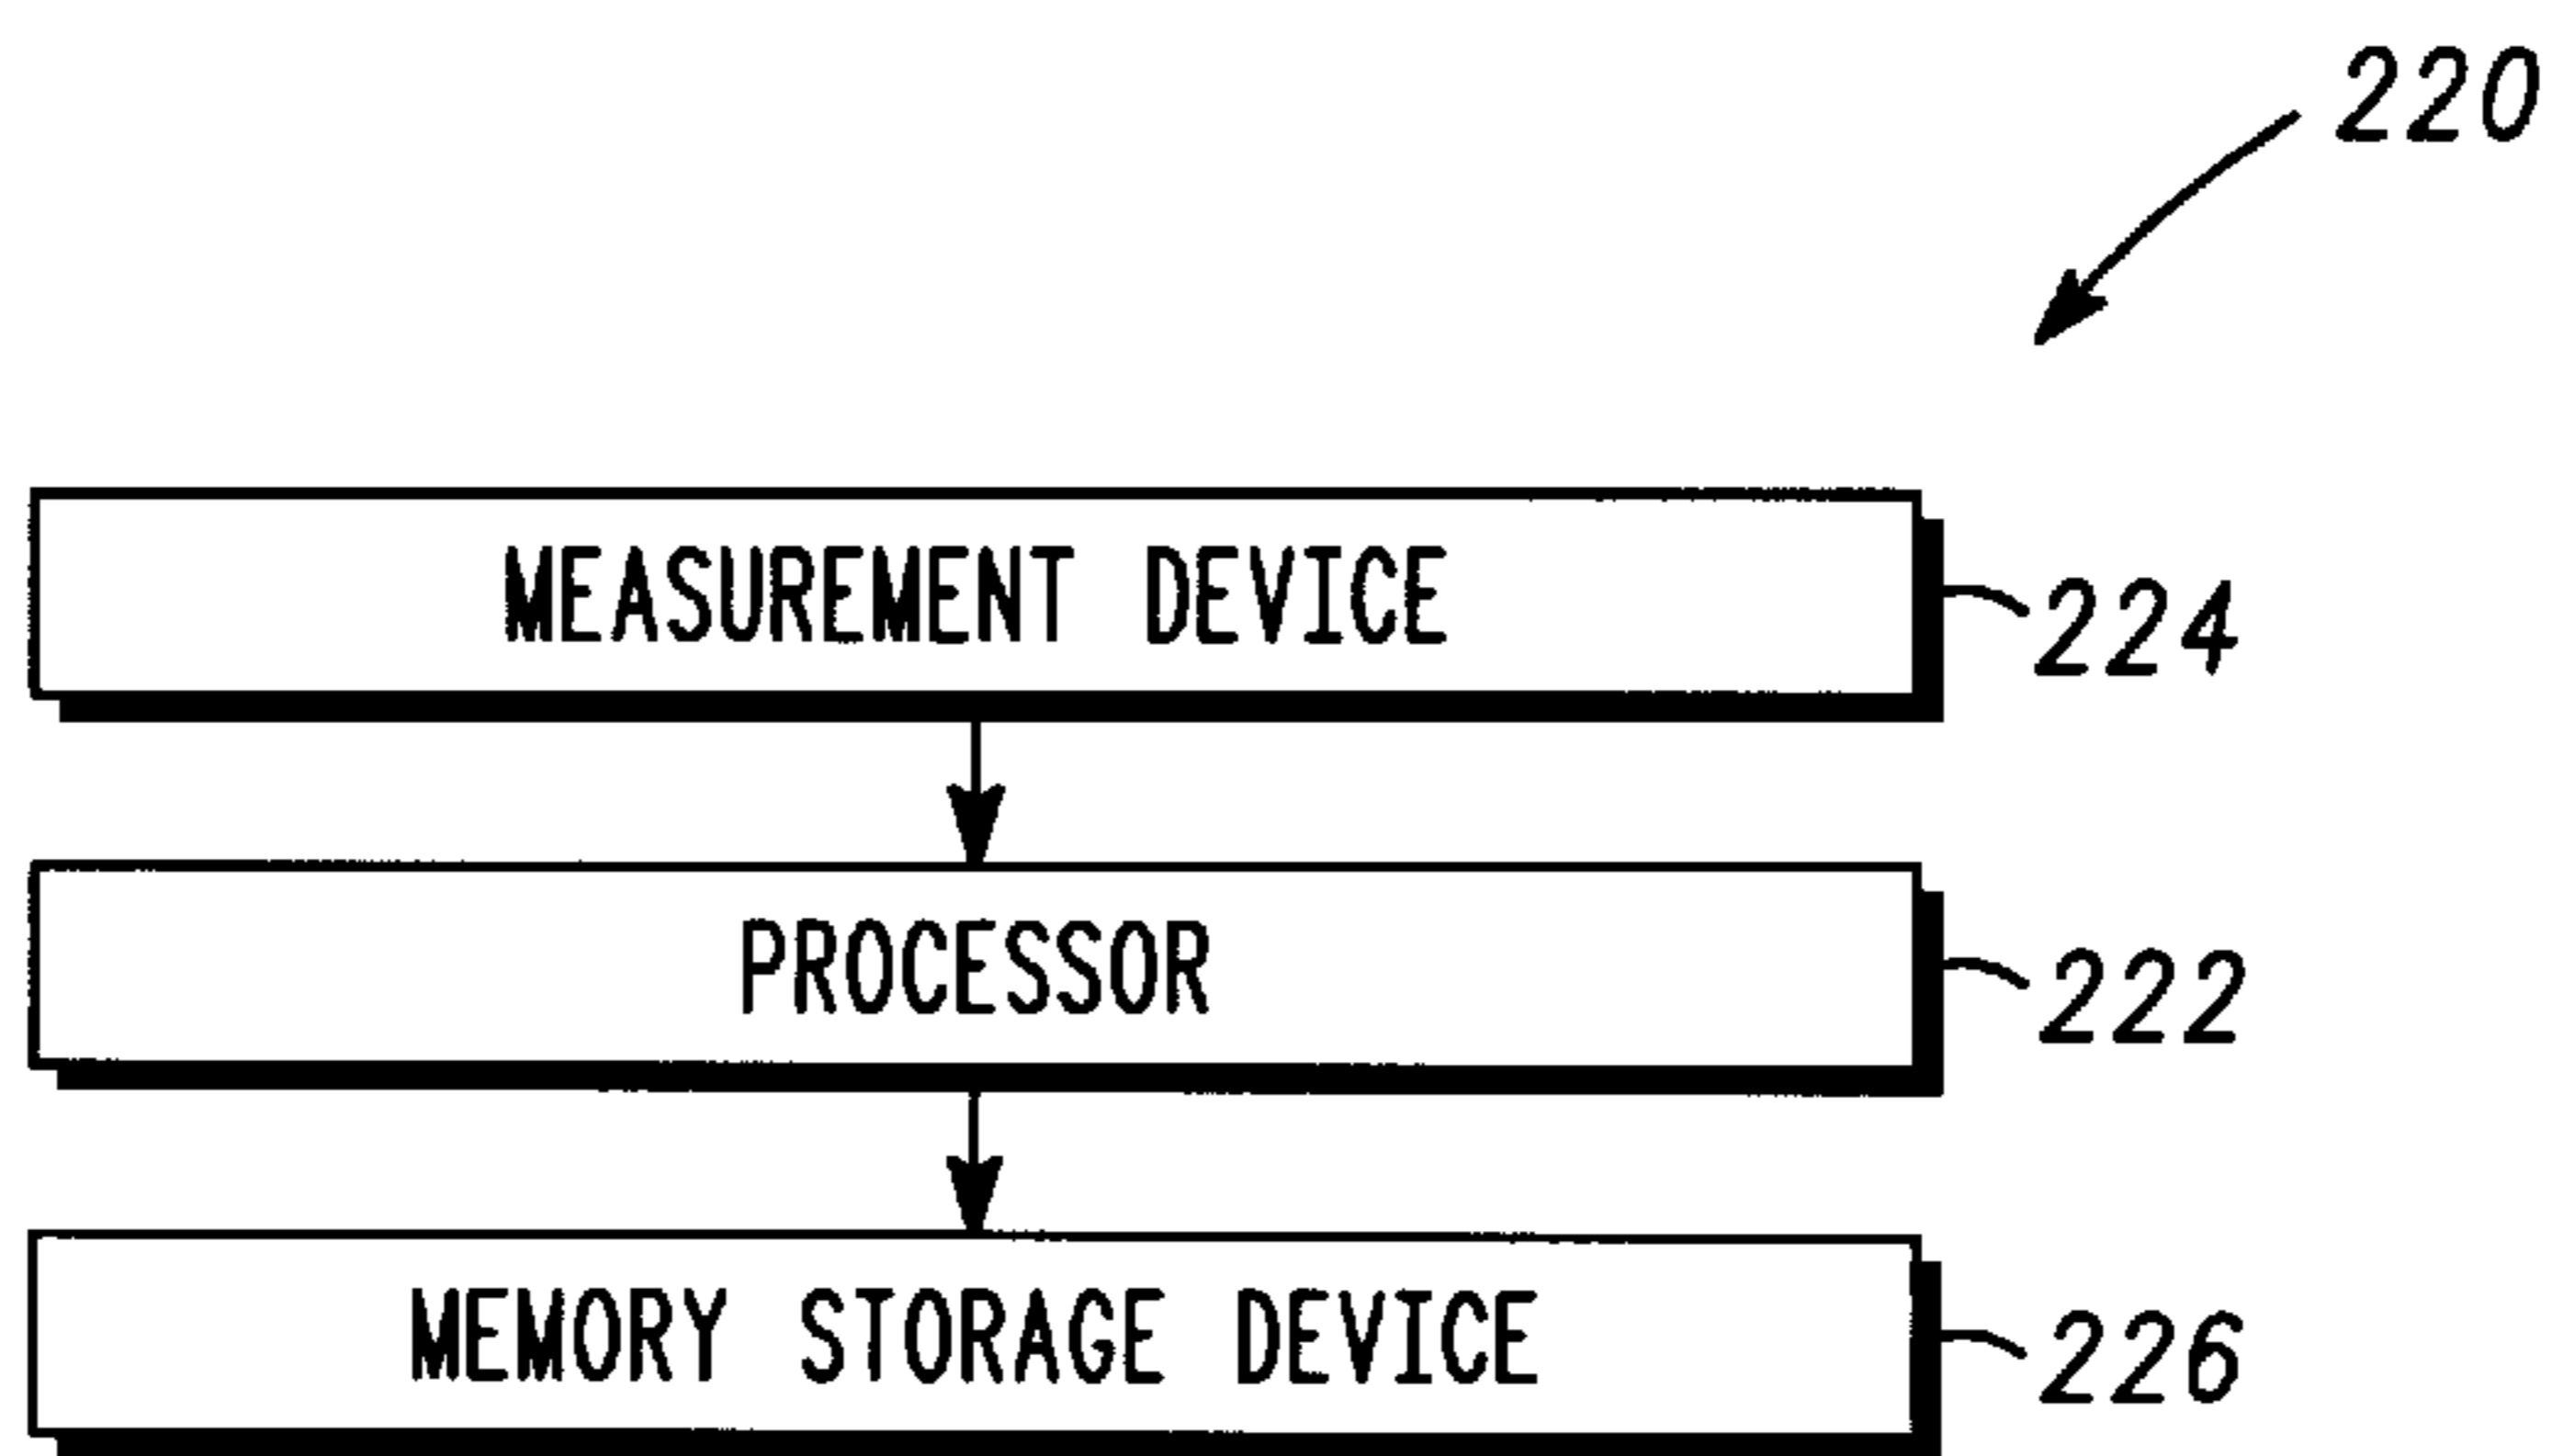 220
MEASUREMENT DEVICE
224
PROCESSOR
222
MEMORY STORAGE DEVICE
226